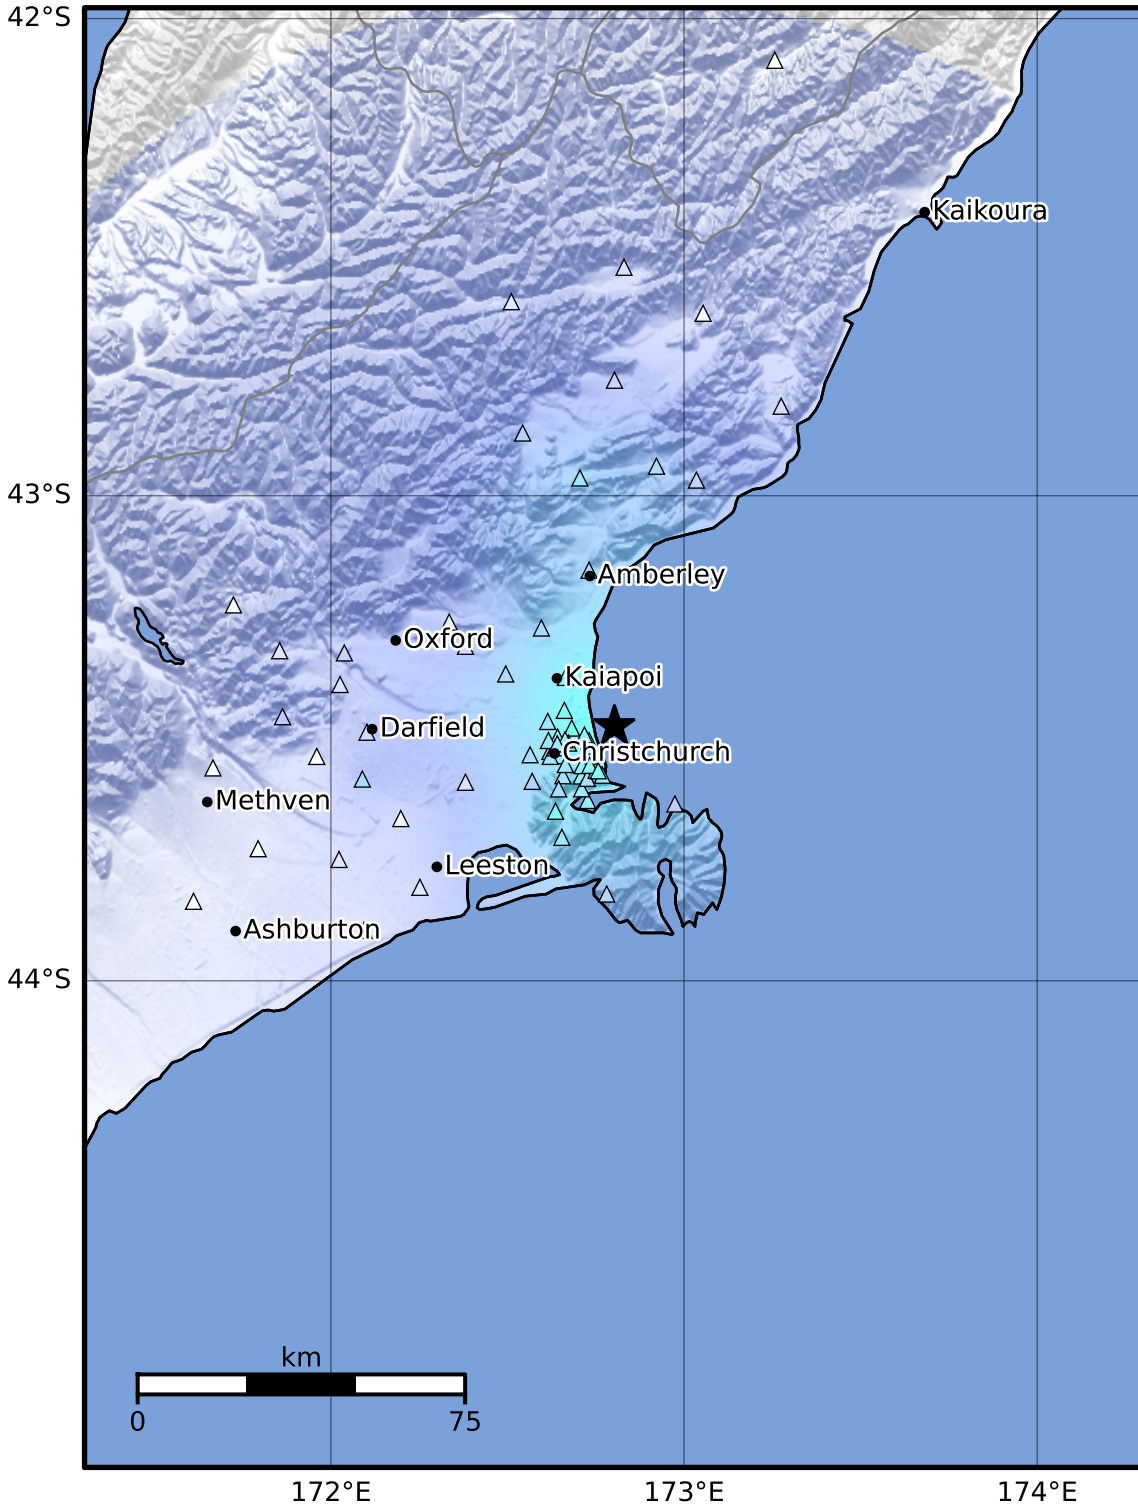 42°S
Kaikoura
43°S
Amberley
Oxford
Kaiapoi
Darfield
Christchurch
Methven
Leeston
Ashburton
44°S
km
0 75
172°E 173°E 174°E